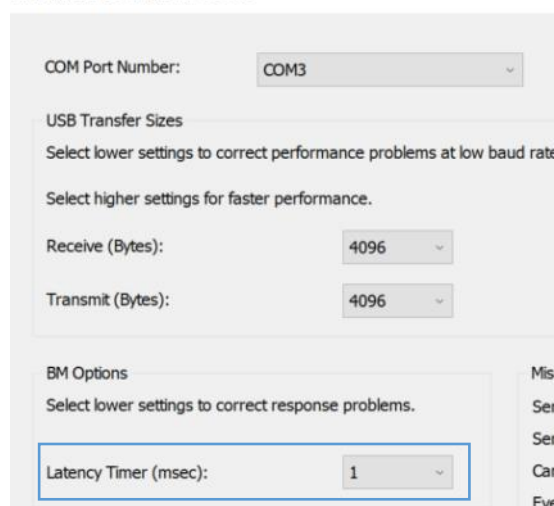 COM Port Number: COM3
USB Transfer Sizes
Select lower settings to correct performance problems at low baud rate
Select higher settings for faster performance.
Receive (Bytes): 4096
Transmit (Bytes): 4096
BM Options
Select lower settings to correct response problems.
Latency Timer (msec): 1
Mis
Ser
Ser
Car
Eve